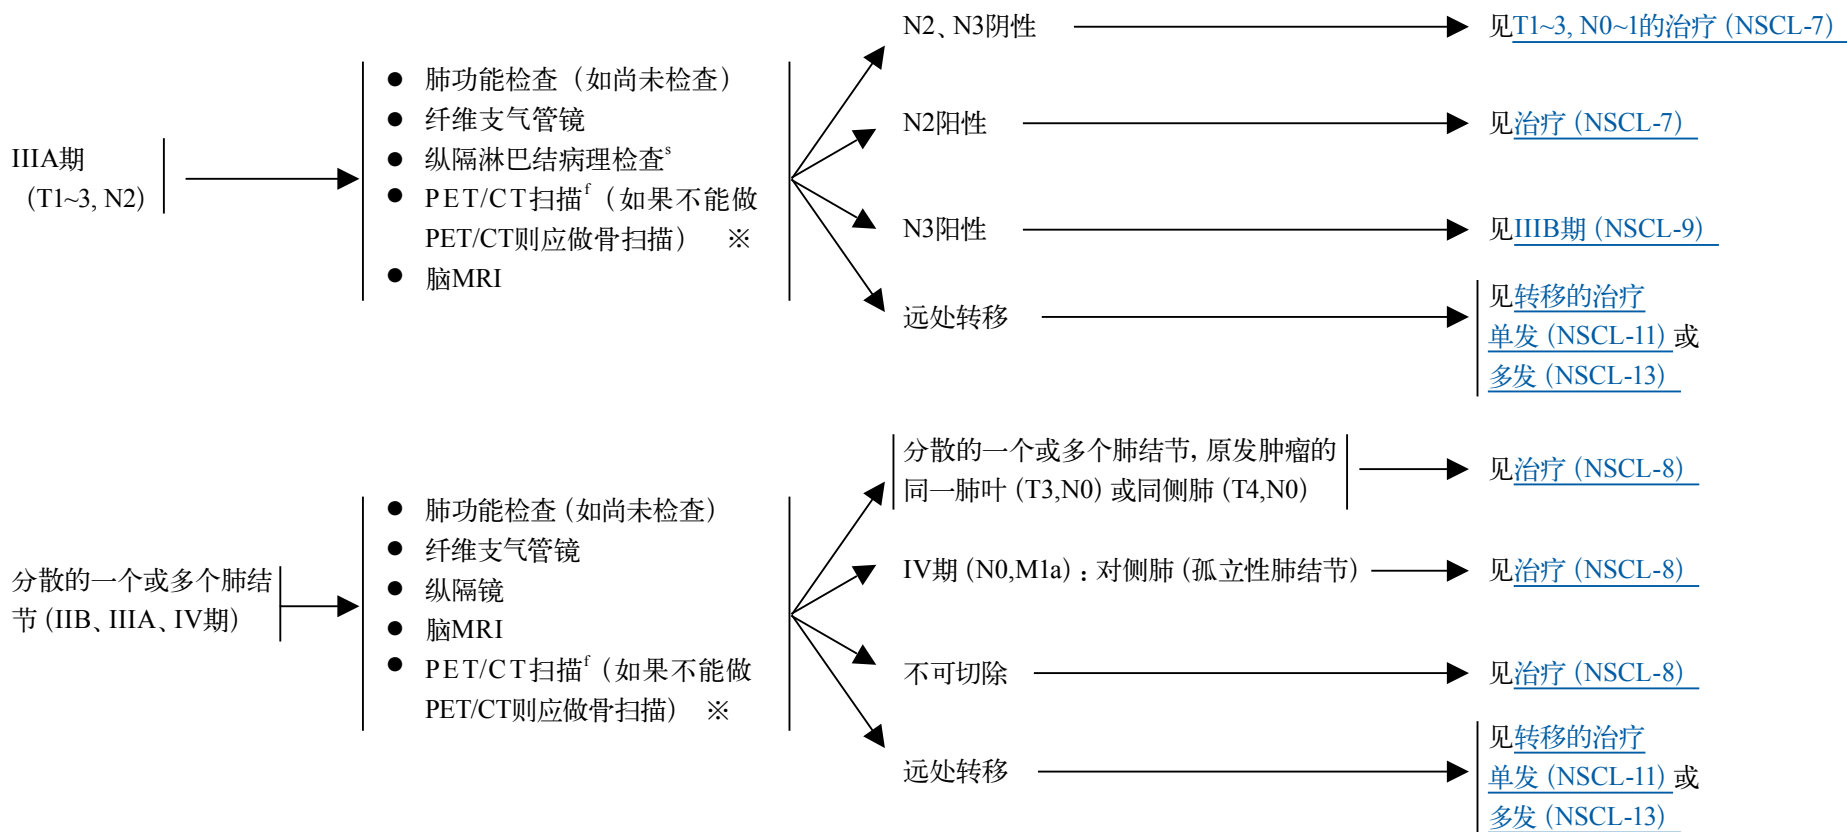 IIIA期
（T1~3, N2）
● 肺功能检查（如尚未检查）
● 纤维支气管镜
● 纵隔淋巴结病理检查s
● PET/CT扫描f（如果不能做
PET/CT则应做骨扫描） ※
● 脑MRI
N2、N3阴性
见T1~3, N0~1的治疗（NSCL-7）
N2阳性
见治疗（NSCL-7）
N3阳性
见IIIB期（NSCL-9）
远处转移
见转移的治疗
单发（NSCL-11）或
多发（NSCL-13）
分散的一个或多个肺结
节（IIB、IIIA、IV期）
● 肺功能检查（如尚未检查）
● 纤维支气管镜
● 纵隔镜
● 脑MRI
● PET/CT扫描f（如果不能做
PET/CT则应做骨扫描） ※
分散的一个或多个肺结节, 原发肿瘤的
同一肺叶（T3,N0）或同侧肺（T4,N0）
见治疗（NSCL-8）
IV期（N0,M1a）: 对侧肺（孤立性肺结节）
见治疗（NSCL-8）
不可切除
见治疗（NSCL-8）
远处转移
见转移的治疗
单发（NSCL-11）或
多发（NSCL-13）